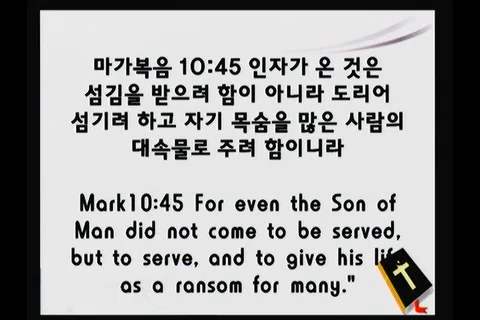 마가복음 10:45 인자가 온 것은
섬김을 받으려 함이 아니라 도리어
섬기려 하고 자기 목숨을 많은 사람의
대속물로 주려 함이니라
Mark10:45 For even the Son of
Man did not come to be served,
but to serve, and to give his life
as a ransom for many."